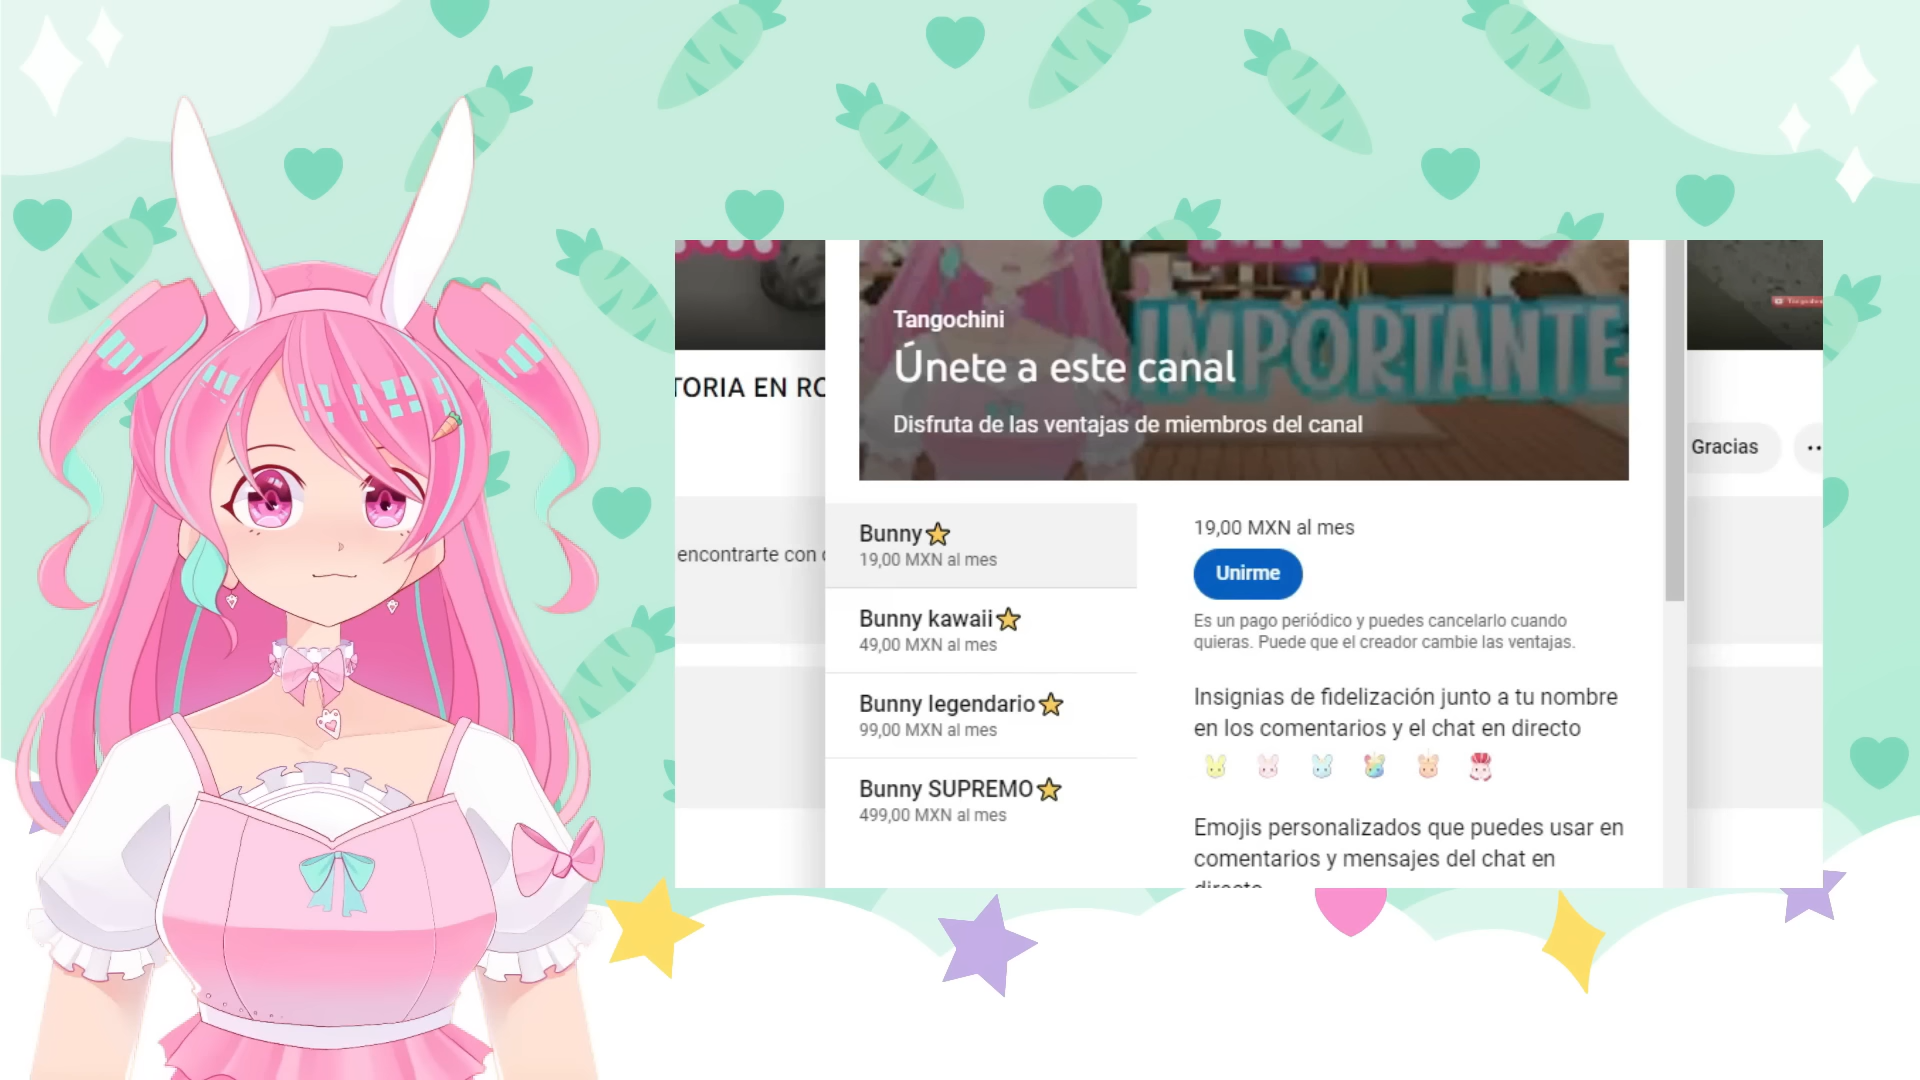 IMPORTANTE
Tangochini
Únete a este canal
Disfruta de las ventajas de miembros del canal
TORIA EN RO
Gracias
encontrarte con
Bunny
19,00 MXN al mes
Bunny kawaii
49,00 MXN al mes
Bunny legendario
99,00 MXN al mes
Bunny SUPREMO
499,00 MXN al mes
19,00 MXN al mes
Unirme
Es un pago periódico y puedes cancelarlo cuando
quieras. Puede que el creador cambie las ventajas.
Insignias de fidelización junto a tu nombre
en los comentarios y el chat en directo
Emojis personalizados que puedes usar en
comentarios y mensajes del chat en
directo